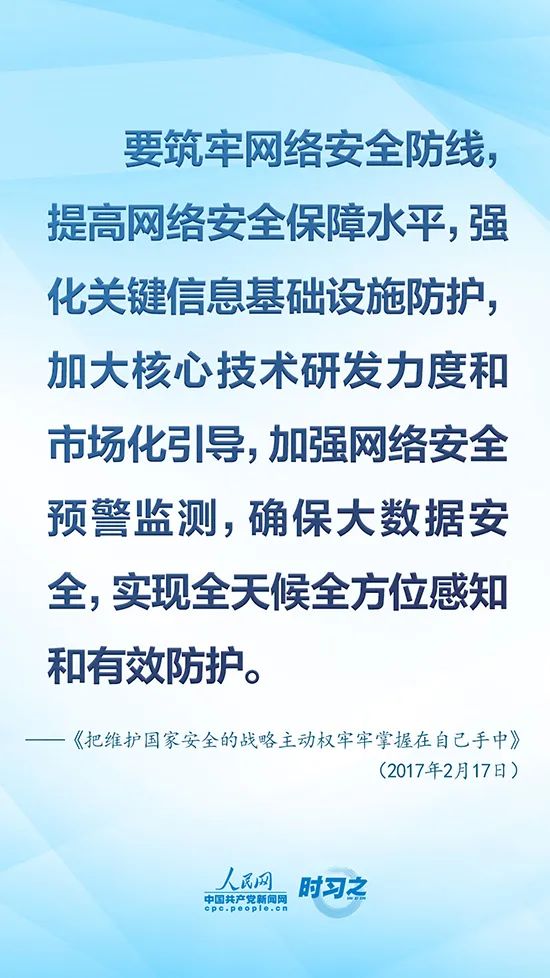 要筑牢网络安全防线，
提高网络安全保障水平，强
化关键信息基础设施防护，
加大核心技术研发力度和
市场化引导，加强网络安全
预警监测，确保大数据安
全，实现全天候全方位感知
和有效防护。
——《把维护国家安全的战略主动权牢牢掌握在自己手中》
（2017年2月17日）
人民网 时习之
中国共产党新闻网
cpc.people.cn